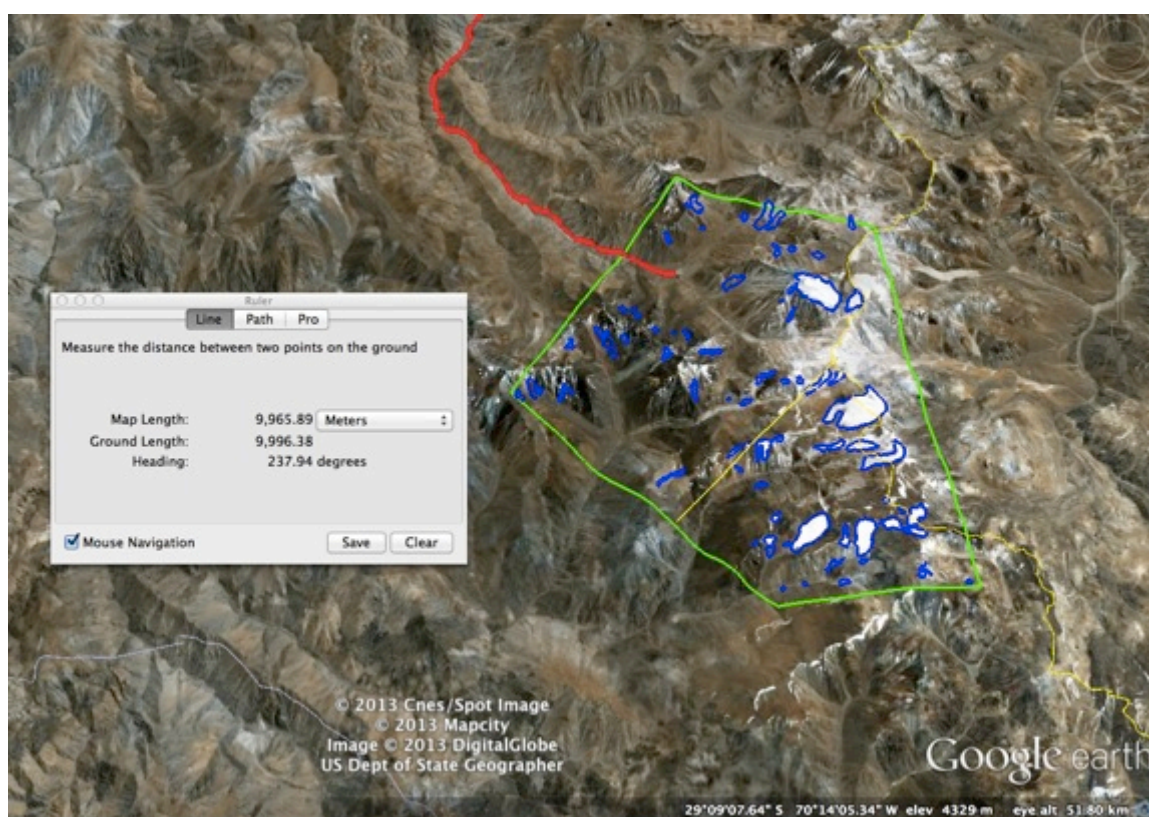 Ruler
Line Path Pro
Measure the distance between two points on the ground
Map Length: 9,965.89 Meters
Ground Length: 9,996.38
Heading: 237.94 degrees
Mouse Navigation Save Clear
© 2013 Cnes/Spot Image
© 2013 Mapcity
Image © 2013 DigitalGlobe
US Dept of State Geographer
Google earth
29°09'07.64" S 70°14'05.34" W elev 4329 m eye alt 51.80 km